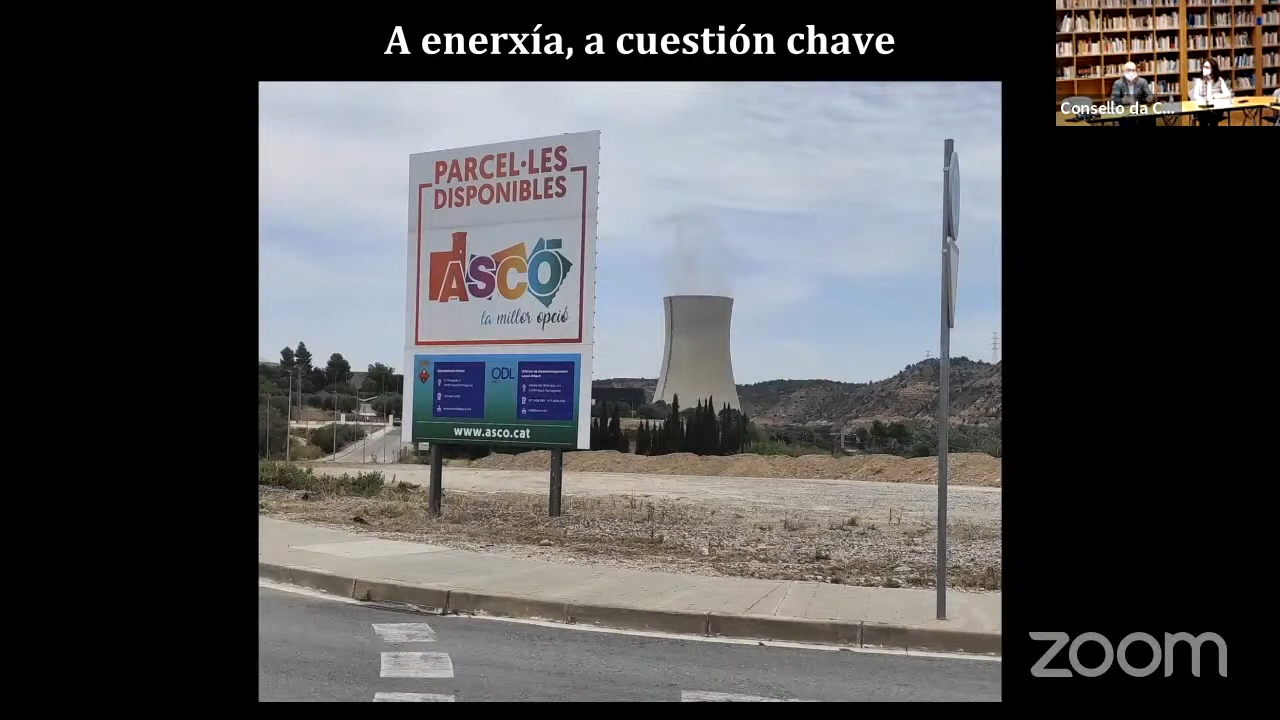 A enerxía, a cuestión chave
Consello da C...
PARCEL·LES
DISPONIBLES
ASCÓ
la millor opció
ODL
www.asco.cat
zoom